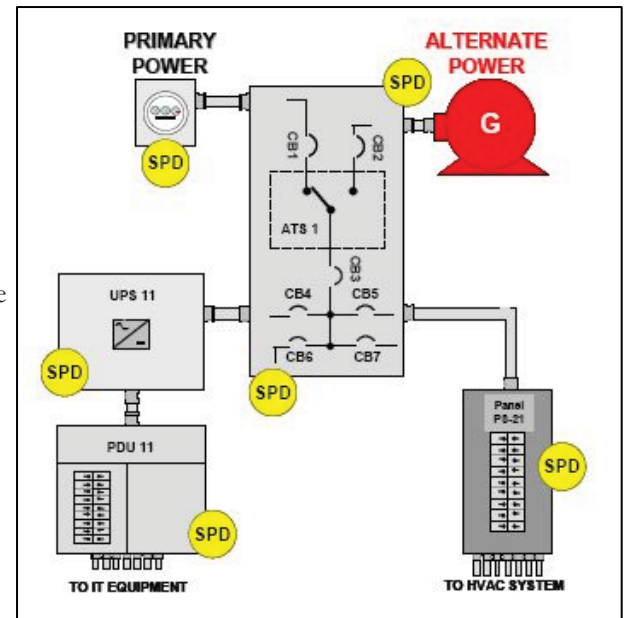 PRIMARY
POWER
ALTERNATE
POWER
SPD
G
SPD
CB1
CB2
ATS 1
CB3
CB4
CB5
CB6
CB7
SPD
UPS 11
SPD
PDU 11
SPD
TO IT EQUIPMENT
Panel
PS-21
SPD
TO HVAC SYSTEM
e